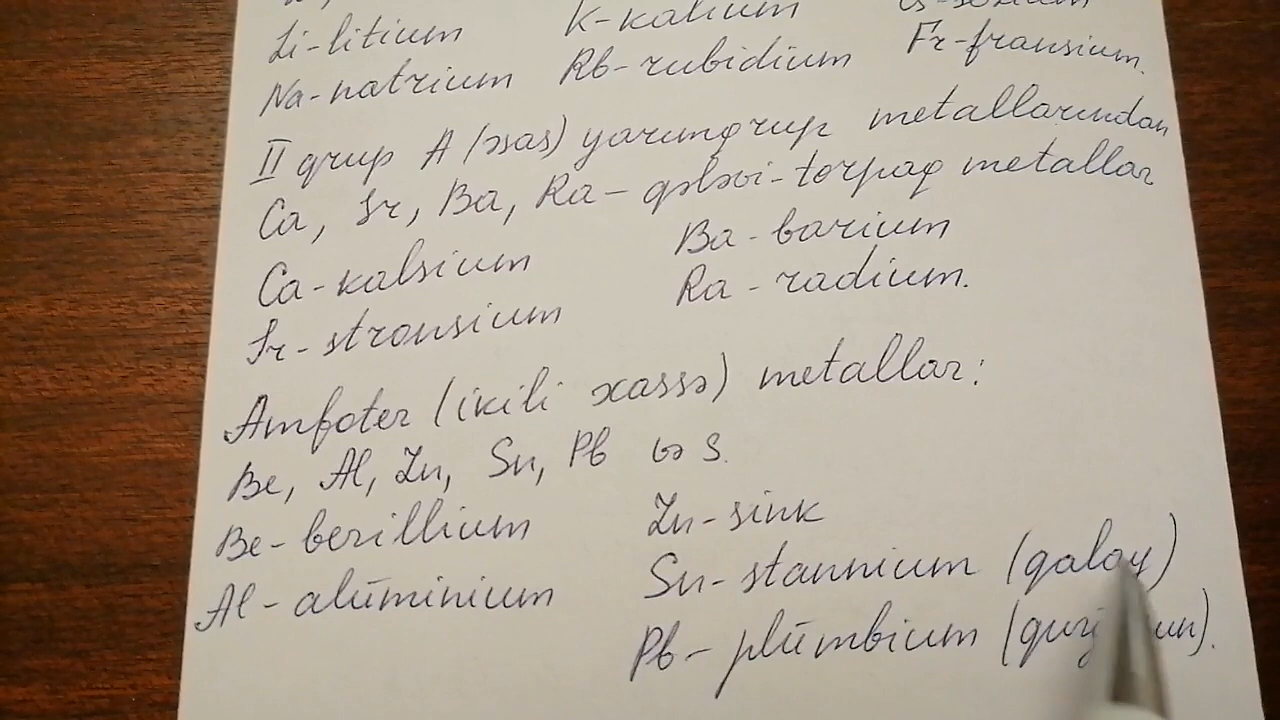 Li-litium K-kalium
Na-natrium Rb-rubidium Fr-fransium.
II qrup A (əsas) yarımqrup metallarından
Ca, Sr, Ba, Ra- qələvi-torpaq metallar
Ca-kalsium Ba-barium
Sr-stronsium Ra-radium.
Amfoter (ikili xassə) metallar:
Be, Al, Zn, Sn, Pb və s.
Be-berillium Zn-sink
Al-alüminium Sn-stannium (qalay)
Pb-plümbium